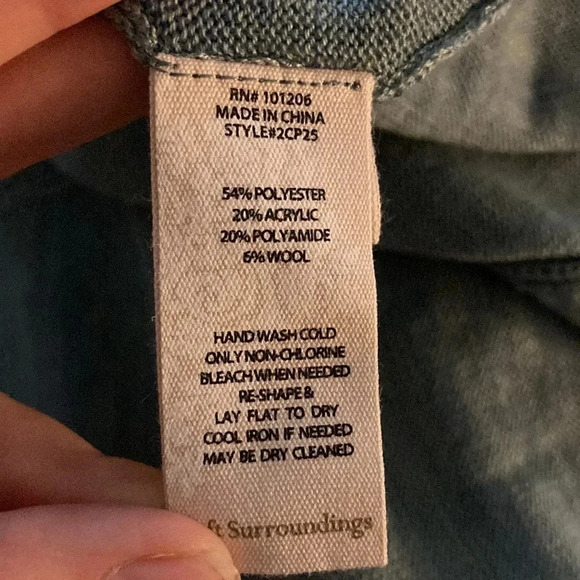 RN# 101206
MADE IN CHINA
STYLE#2CP25
54% POLYESTER
20% ACRYLIC
20% POLYAMIDE
6% WOOL
HAND WASH COLD
ONLY NON-CHLORINE
BLEACH WHEN NEEDED
RE-SHAPE &
LAY FLAT TO DRY
COOL IRON IF NEEDED
MAY BE DRY CLEANED
ft Surroundings